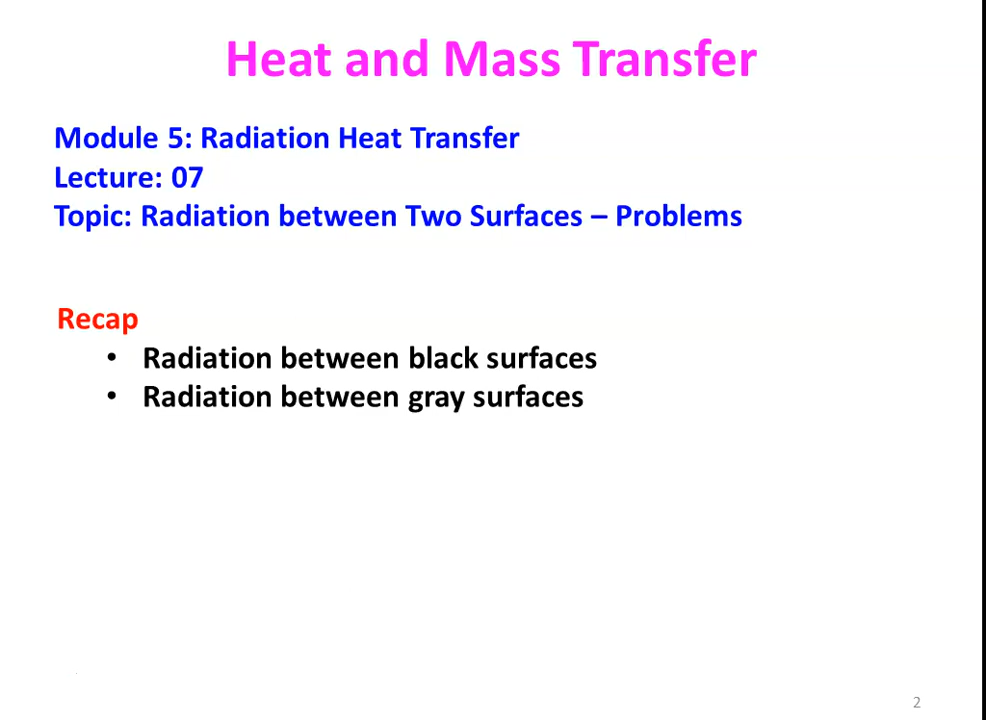 Heat and Mass Transfer
Module 5: Radiation Heat Transfer
Lecture: 07
Topic: Radiation between Two Surfaces – Problems
Recap
• Radiation between black surfaces
• Radiation between gray surfaces
2